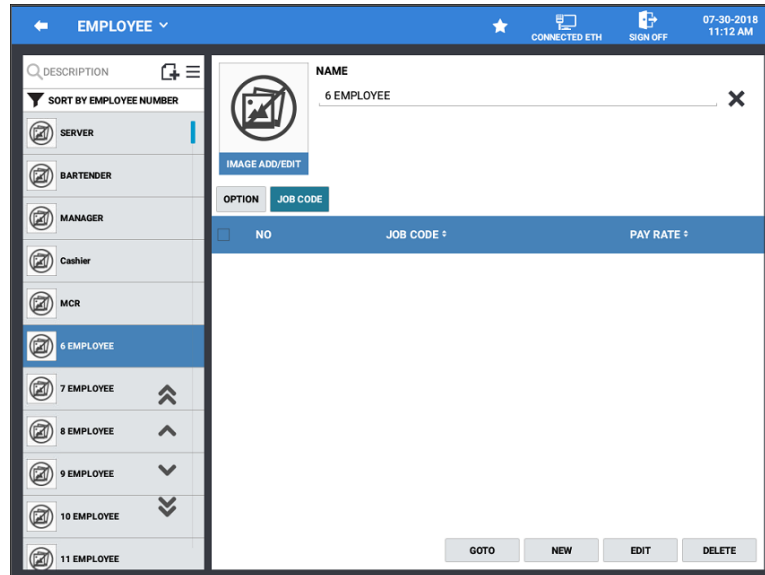 EMPLOYEE
CONNECTED ETH
SIGN OFF
07-30-2018
11:12 AM
DESCRIPTION
SORT BY EMPLOYEE NUMBER
SERVER
BARTENDER
MANAGER
Cashier
MCR
6 EMPLOYEE
7 EMPLOYEE
8 EMPLOYEE
9 EMPLOYEE
10 EMPLOYEE
11 EMPLOYEE
NAME
6 EMPLOYEE
IMAGE ADD/EDIT
OPTION JOB CODE
NO JOB CODE PAY RATE
GOTO NEW EDIT DELETE